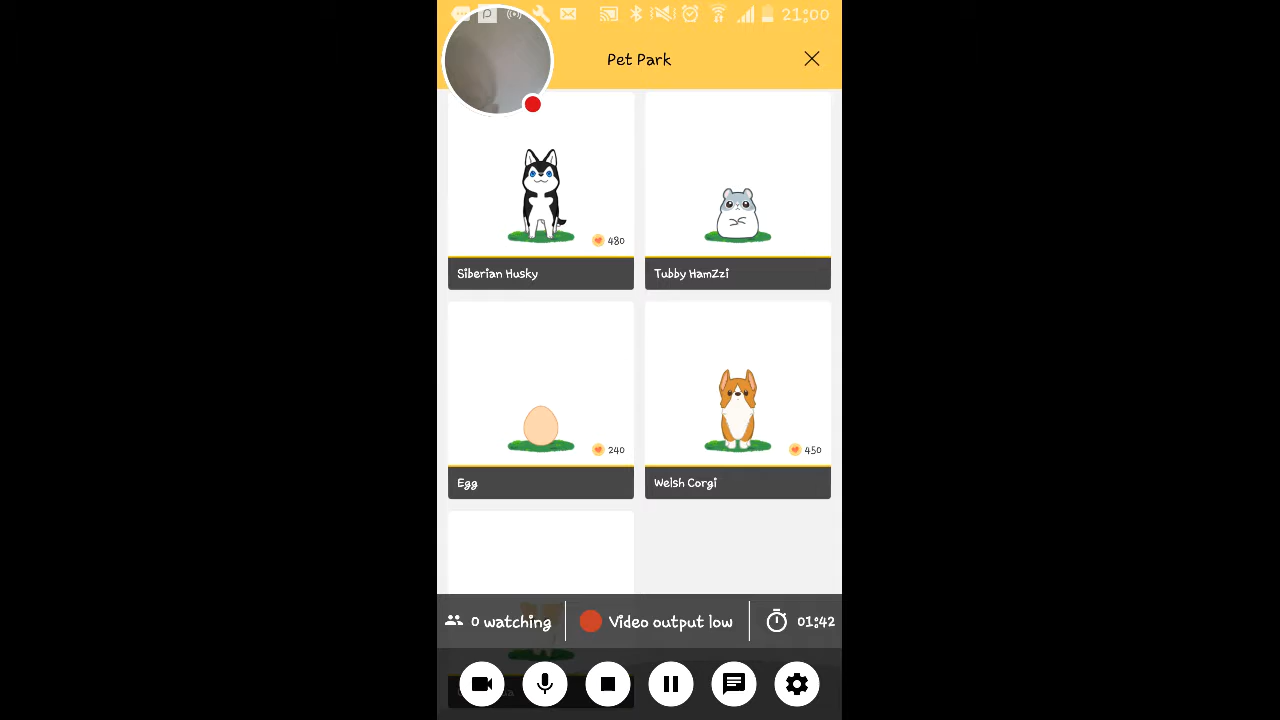 21:00
Pet Park
480
Siberian Husky
Tubby HamZzi
240
450
Egg
Welsh Corgi
0 watching
Video output low
01:42